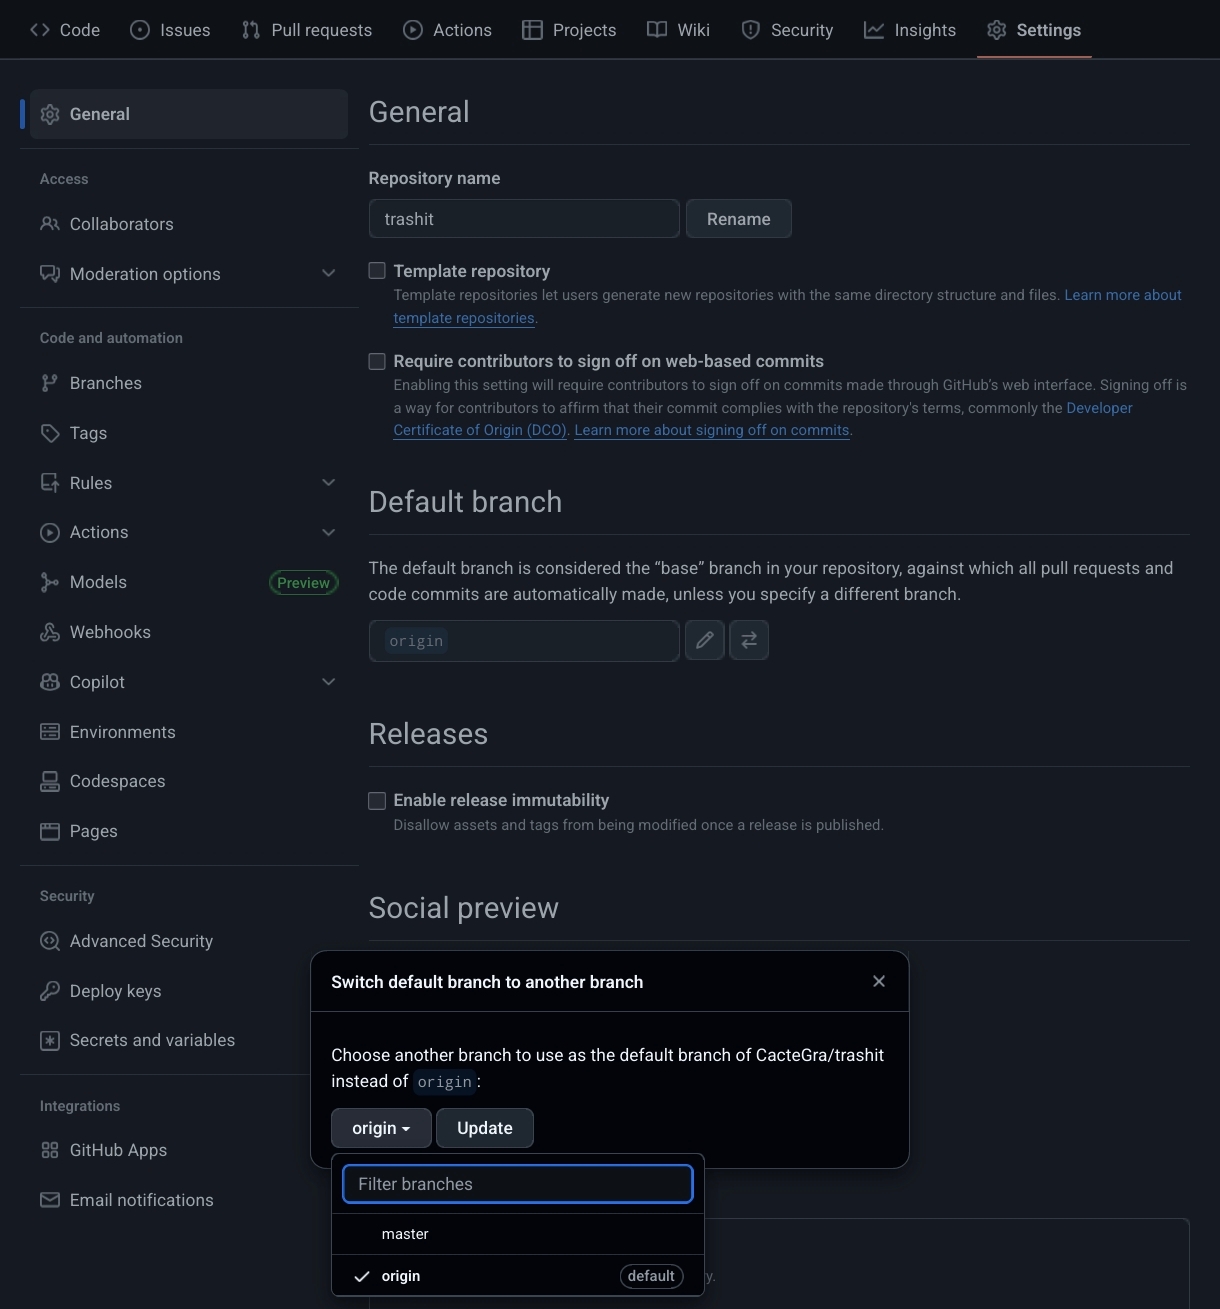 Code
Issues
Pull requests
Actions
Projects
Wiki
Security
Insights
Settings
General
Access
Collaborators
Moderation options
Code and automation
Branches
Tags
Rules
Actions
Models
Preview
Webhooks
Copilot
Environments
Codespaces
Pages
Security
Advanced Security
Deploy keys
Secrets and variables
Integrations
GitHub Apps
Email notifications
General
Repository name
trashit
Rename
Template repository
Template repositories let users generate new repositories with the same directory structure and files. Learn more about
template repositories.
Require contributors to sign off on web-based commits
Enabling this setting will require contributors to sign off on commits made through GitHub's web interface. Signing off is
a way for contributors to affirm that their commit complies with the repository's terms, commonly the Developer
Certificate of Origin (DCO). Learn more about signing off on commits.
Default branch
The default branch is considered the “base” branch in your repository, against which all pull requests and
code commits are automatically made, unless you specify a different branch.
origin
Releases
Enable release immutability
Disallow assets and tags from being modified once a release is published.
Social preview
Switch default branch to another branch
Choose another branch to use as the default branch of CacteGra/trashit
instead of origin:
origin
Update
Filter branches
master
origin
default